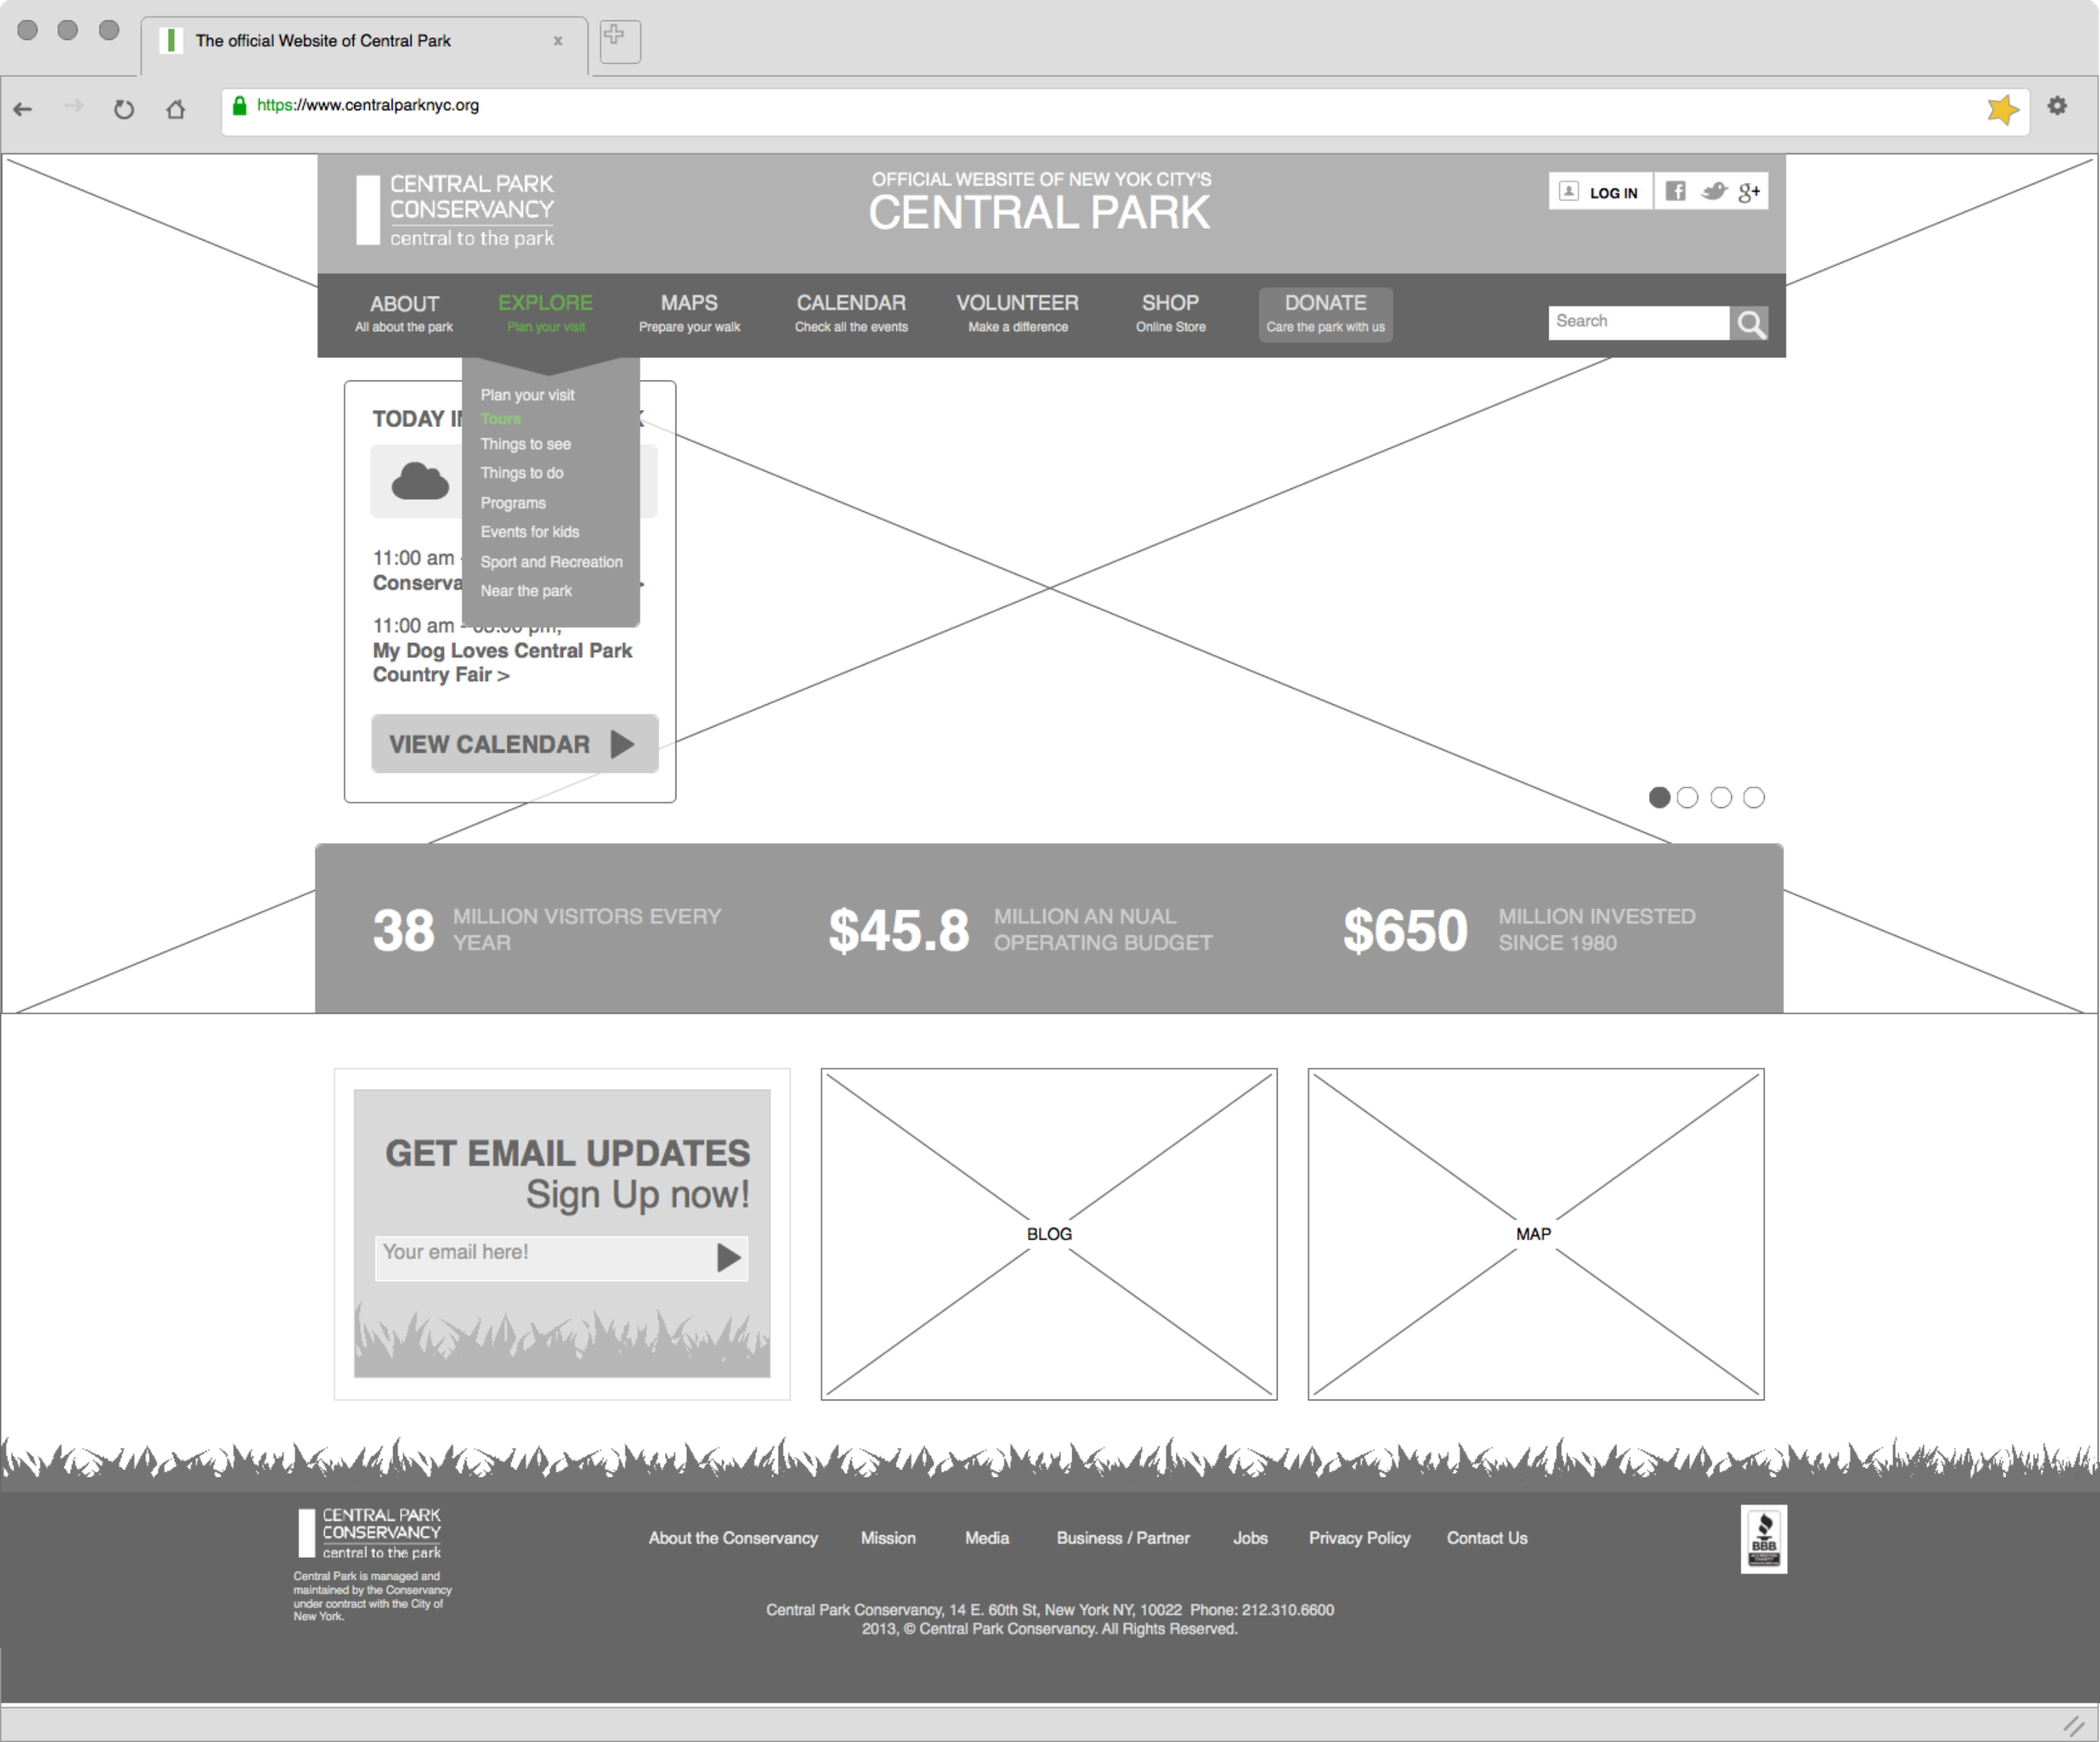 The official Website of Central Park
x
https://www.centralparknyc.org
CENTRAL PARK
CONSERVANCY
central to the park
OFFICIAL WEBSITE OF NEW YOK CITY'S
CENTRAL PARK
LOG IN
f
g+
ABOUT
All about the park
EXPLORE
Plan your visit
MAPS
Prepare your walk
CALENDAR
Check all the events
VOLUNTEER
Make a difference
SHOP
Online Store
DONATE
Care the park with us
Search
Plan your visit
Tours
Things to see
Things to do
Programs
Events for kids
Sport and Recreation
Near the park
TODAY
11:00 am -
11:00 am -
My Dog Loves Central Park
Country Fair >
VIEW CALENDAR
38
MILLION VISITORS EVERY
YEAR
$45.8
MILLION AN NUAL
OPERATING BUDGET
$650
MILLION INVESTED
SINCE 1980
GET EMAIL UPDATES
Sign Up now!
Your email here!
BLOG
MAP
CENTRAL PARK
CONSERVANCY
central to the park
Central Park is managed and
maintained by the Conservancy
under contract with the City of
New York.
About the Conservancy
Mission
Media
Business / Partner
Jobs
Privacy Policy
Contact Us
Central Park Conservancy, 14 E. 60th St, New York NY, 10022 Phone: 212.310.6600
2013, © Central Park Conservancy. All Rights Reserved.
BBB